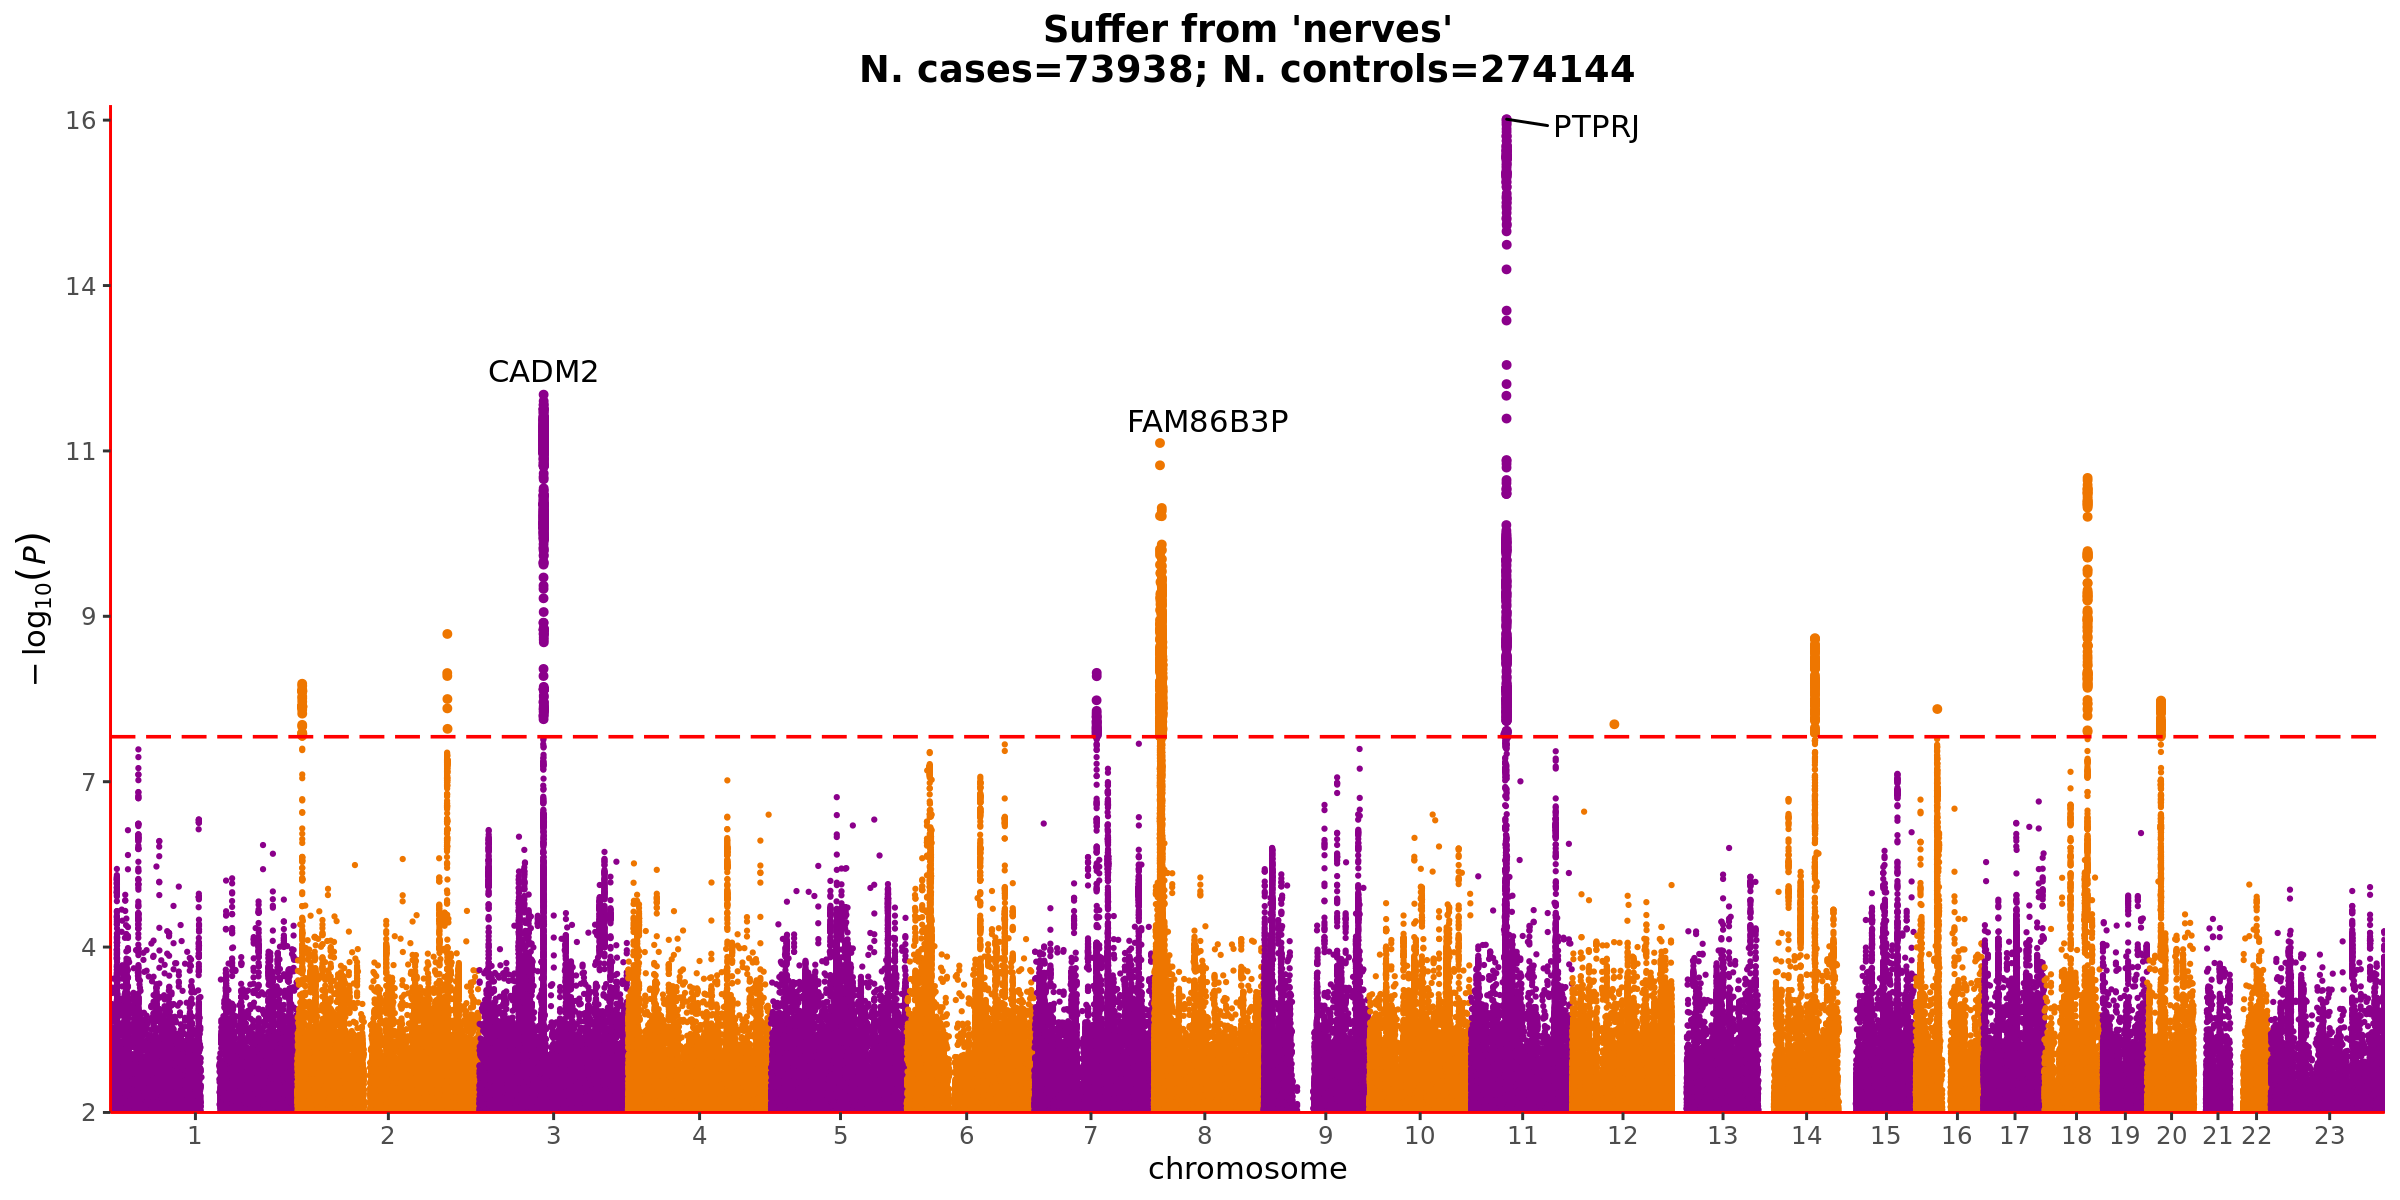 Suffer from 'nerves'
N. cases=73938; N. controls=274144
16
14
11
9
7
4
2
−log10(P)
PTPRJ
CADM2
FAM86B3P
1 2 3 4 5 6 7 8 9 10 11 12 13 14 15 16 17 18 19 20 21 22 23
chromosome